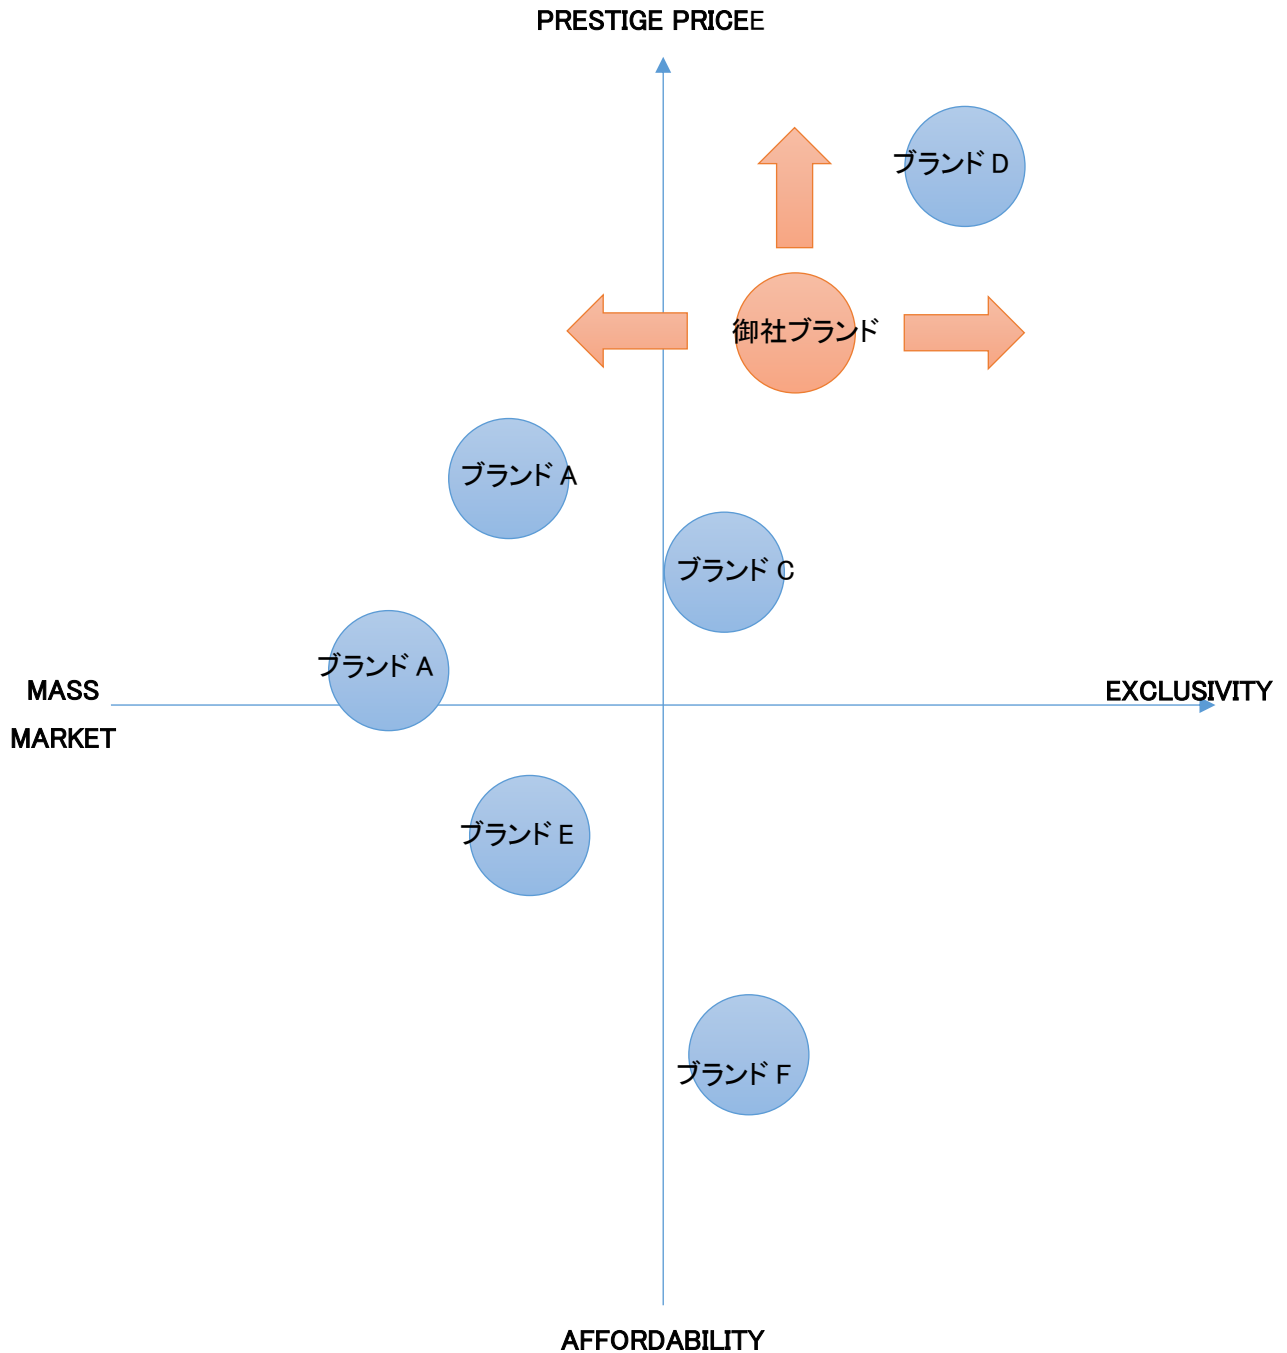 PRESTIGE PRICEE
ブランド D
御社ブランド
ブランド A
ブランド C
ブランド A
MASS
MARKET
EXCLUSIVITY
ブランド E
ブランド F
AFFORDABILITY